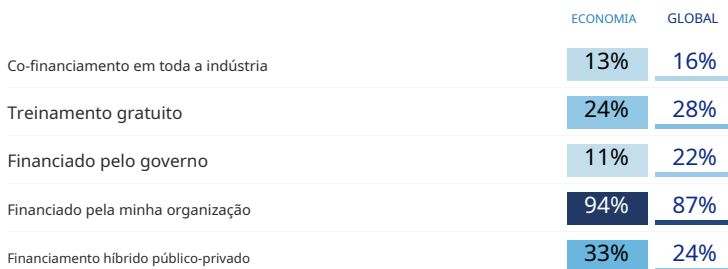 ECONOMIA GLOBAL
Co-financiamento em toda a indústria 13% 16%
Treinamento gratuito 24% 28%
Financiado pelo governo 11% 22%
Financiado pela minha organização 94% 87%
Financiamento híbrido público-privado 33% 24%